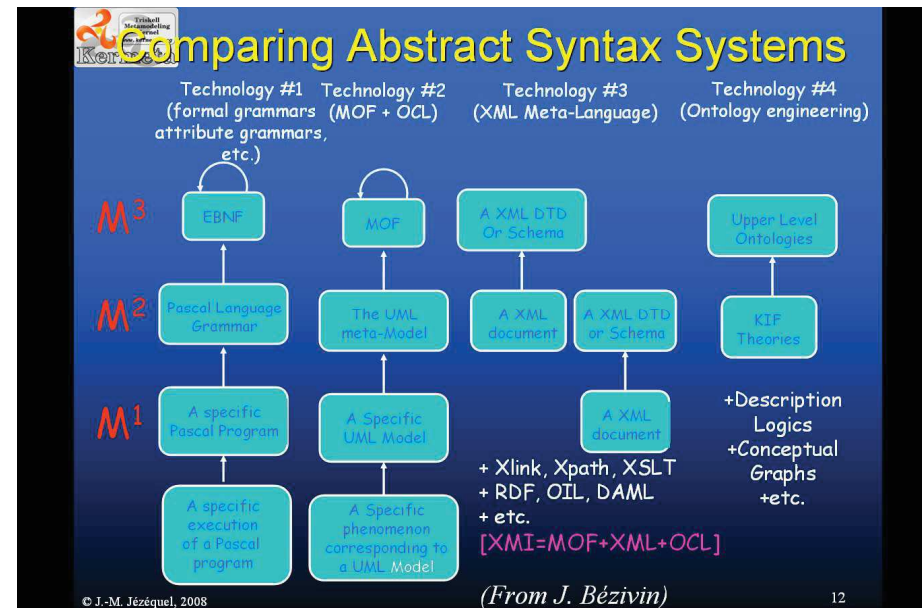 Triskell
Metamodeling
Kernel
Kermeta
Comparing Abstract Syntax Systems
Technology #1
(formal grammars
attribute grammars,
etc.)
Technology #2
(MOF + OCL)
Technology #3
(XML Meta-Language)
Technology #4
(Ontology engineering)
M3
EBNF
MOF
A XML DTD
Or Schema
Upper Level
Ontologies
M2
Pascal Language
Grammar
The UML
meta-Model
A XML
document
A XML DTD
or Schema
KIF
Theories
M1
A specific
Pascal Program
A Specific
UML Model
A XML
document
+Description
Logics
+Conceptual
Graphs
+etc.
A specific
execution
of a Pascal
program
A Specific
phenomenon
corresponding to
a UML Model
+ Xlink, Xpath, XSLT
+ RDF, OIL, DAML
+ etc.
[XMI=MOF+XML+OCL]
(From J. Bézivin)
© J.-M. Jézéquel, 2008
12